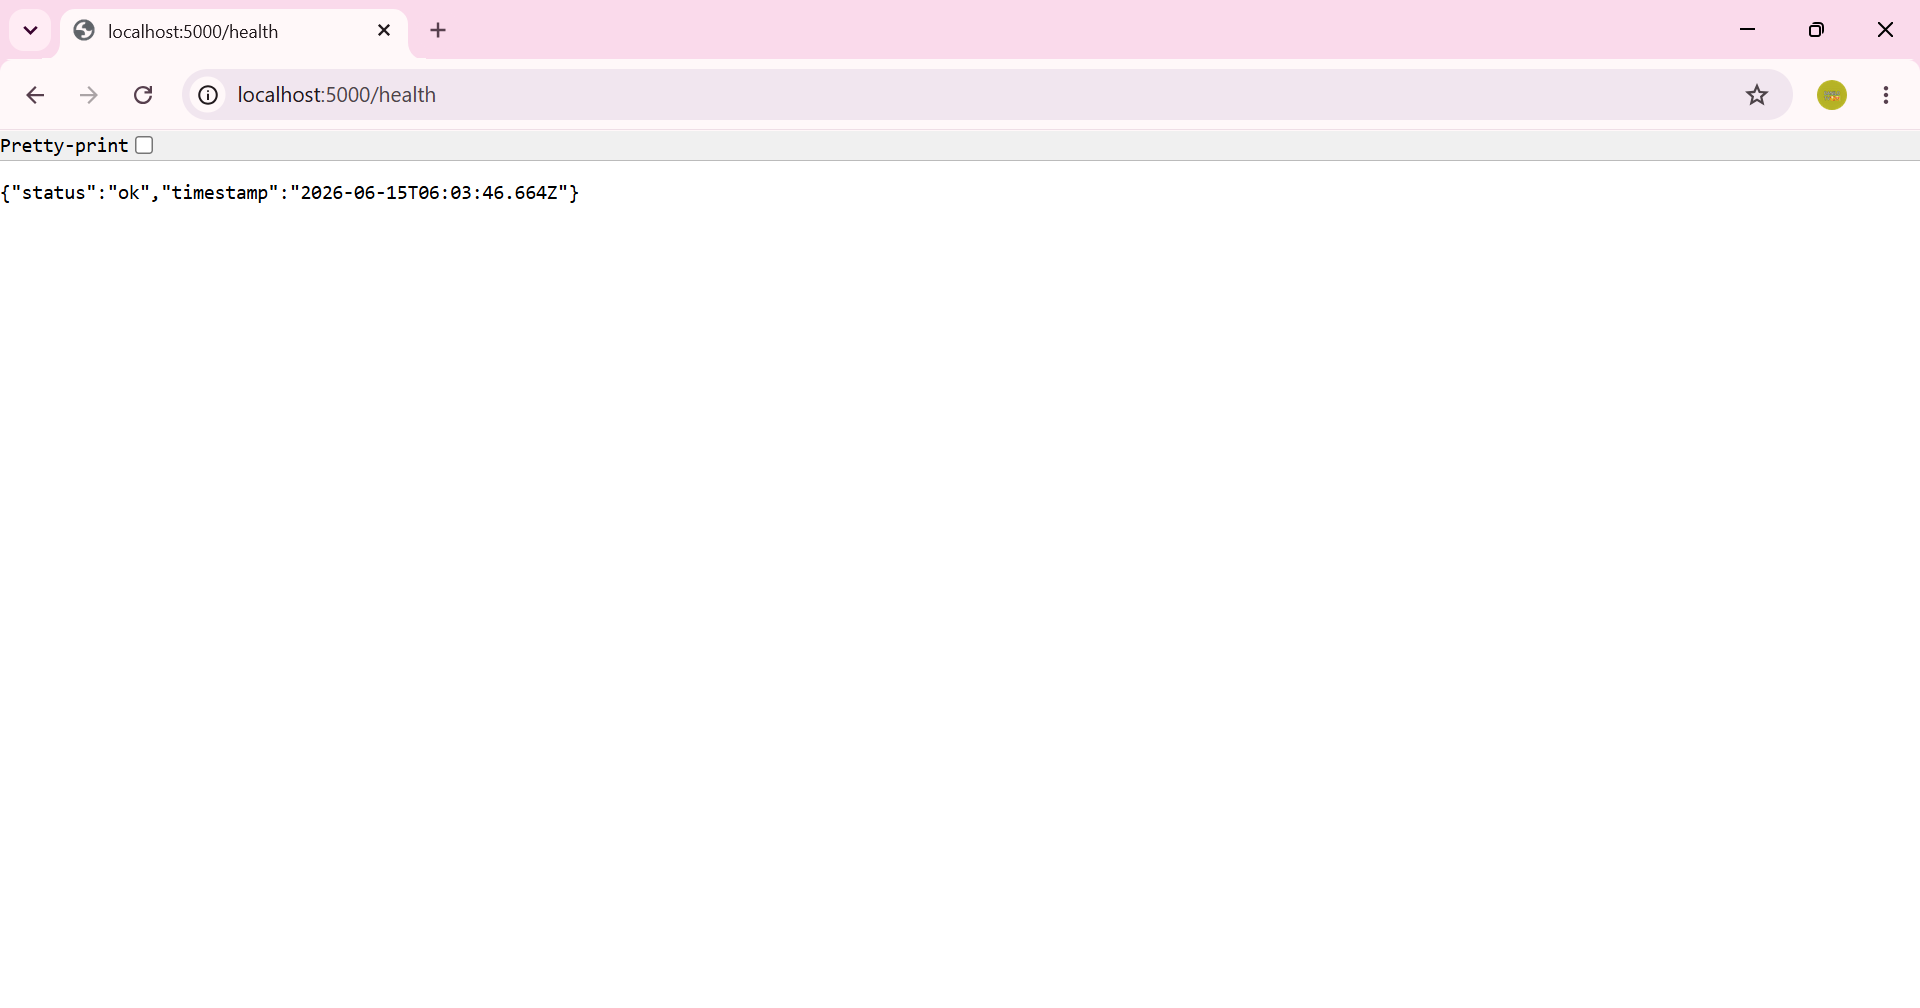 localhost:5000/health
localhost:5000/health
Pretty-print
{"status":"ok","timestamp":"2026-06-15T06:03:46.664Z"}